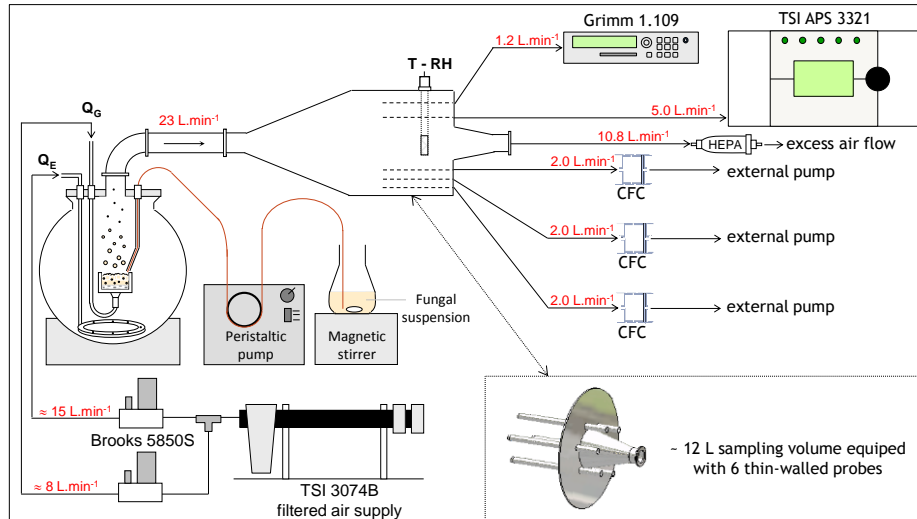 Grimm 1.109
TSI APS 3321
1.2 L.min-1
T - RH
QG
23 L.min-1
5.0 L.min-1
10.8 L.min-1
HEPA
excess air flow
QE
2.0 L.min-1
CFC
external pump
2.0 L.min-1
CFC
external pump
2.0 L.min-1
CFC
external pump
Fungal
suspension
Peristaltic
pump
Magnetic
stirrer
≈ 15 L.min-1
Brooks 5850S
≈ 8 L.min-1
TSI 3074B
filtered air supply
~ 12 L sampling volume equiped
with 6 thin-walled probes